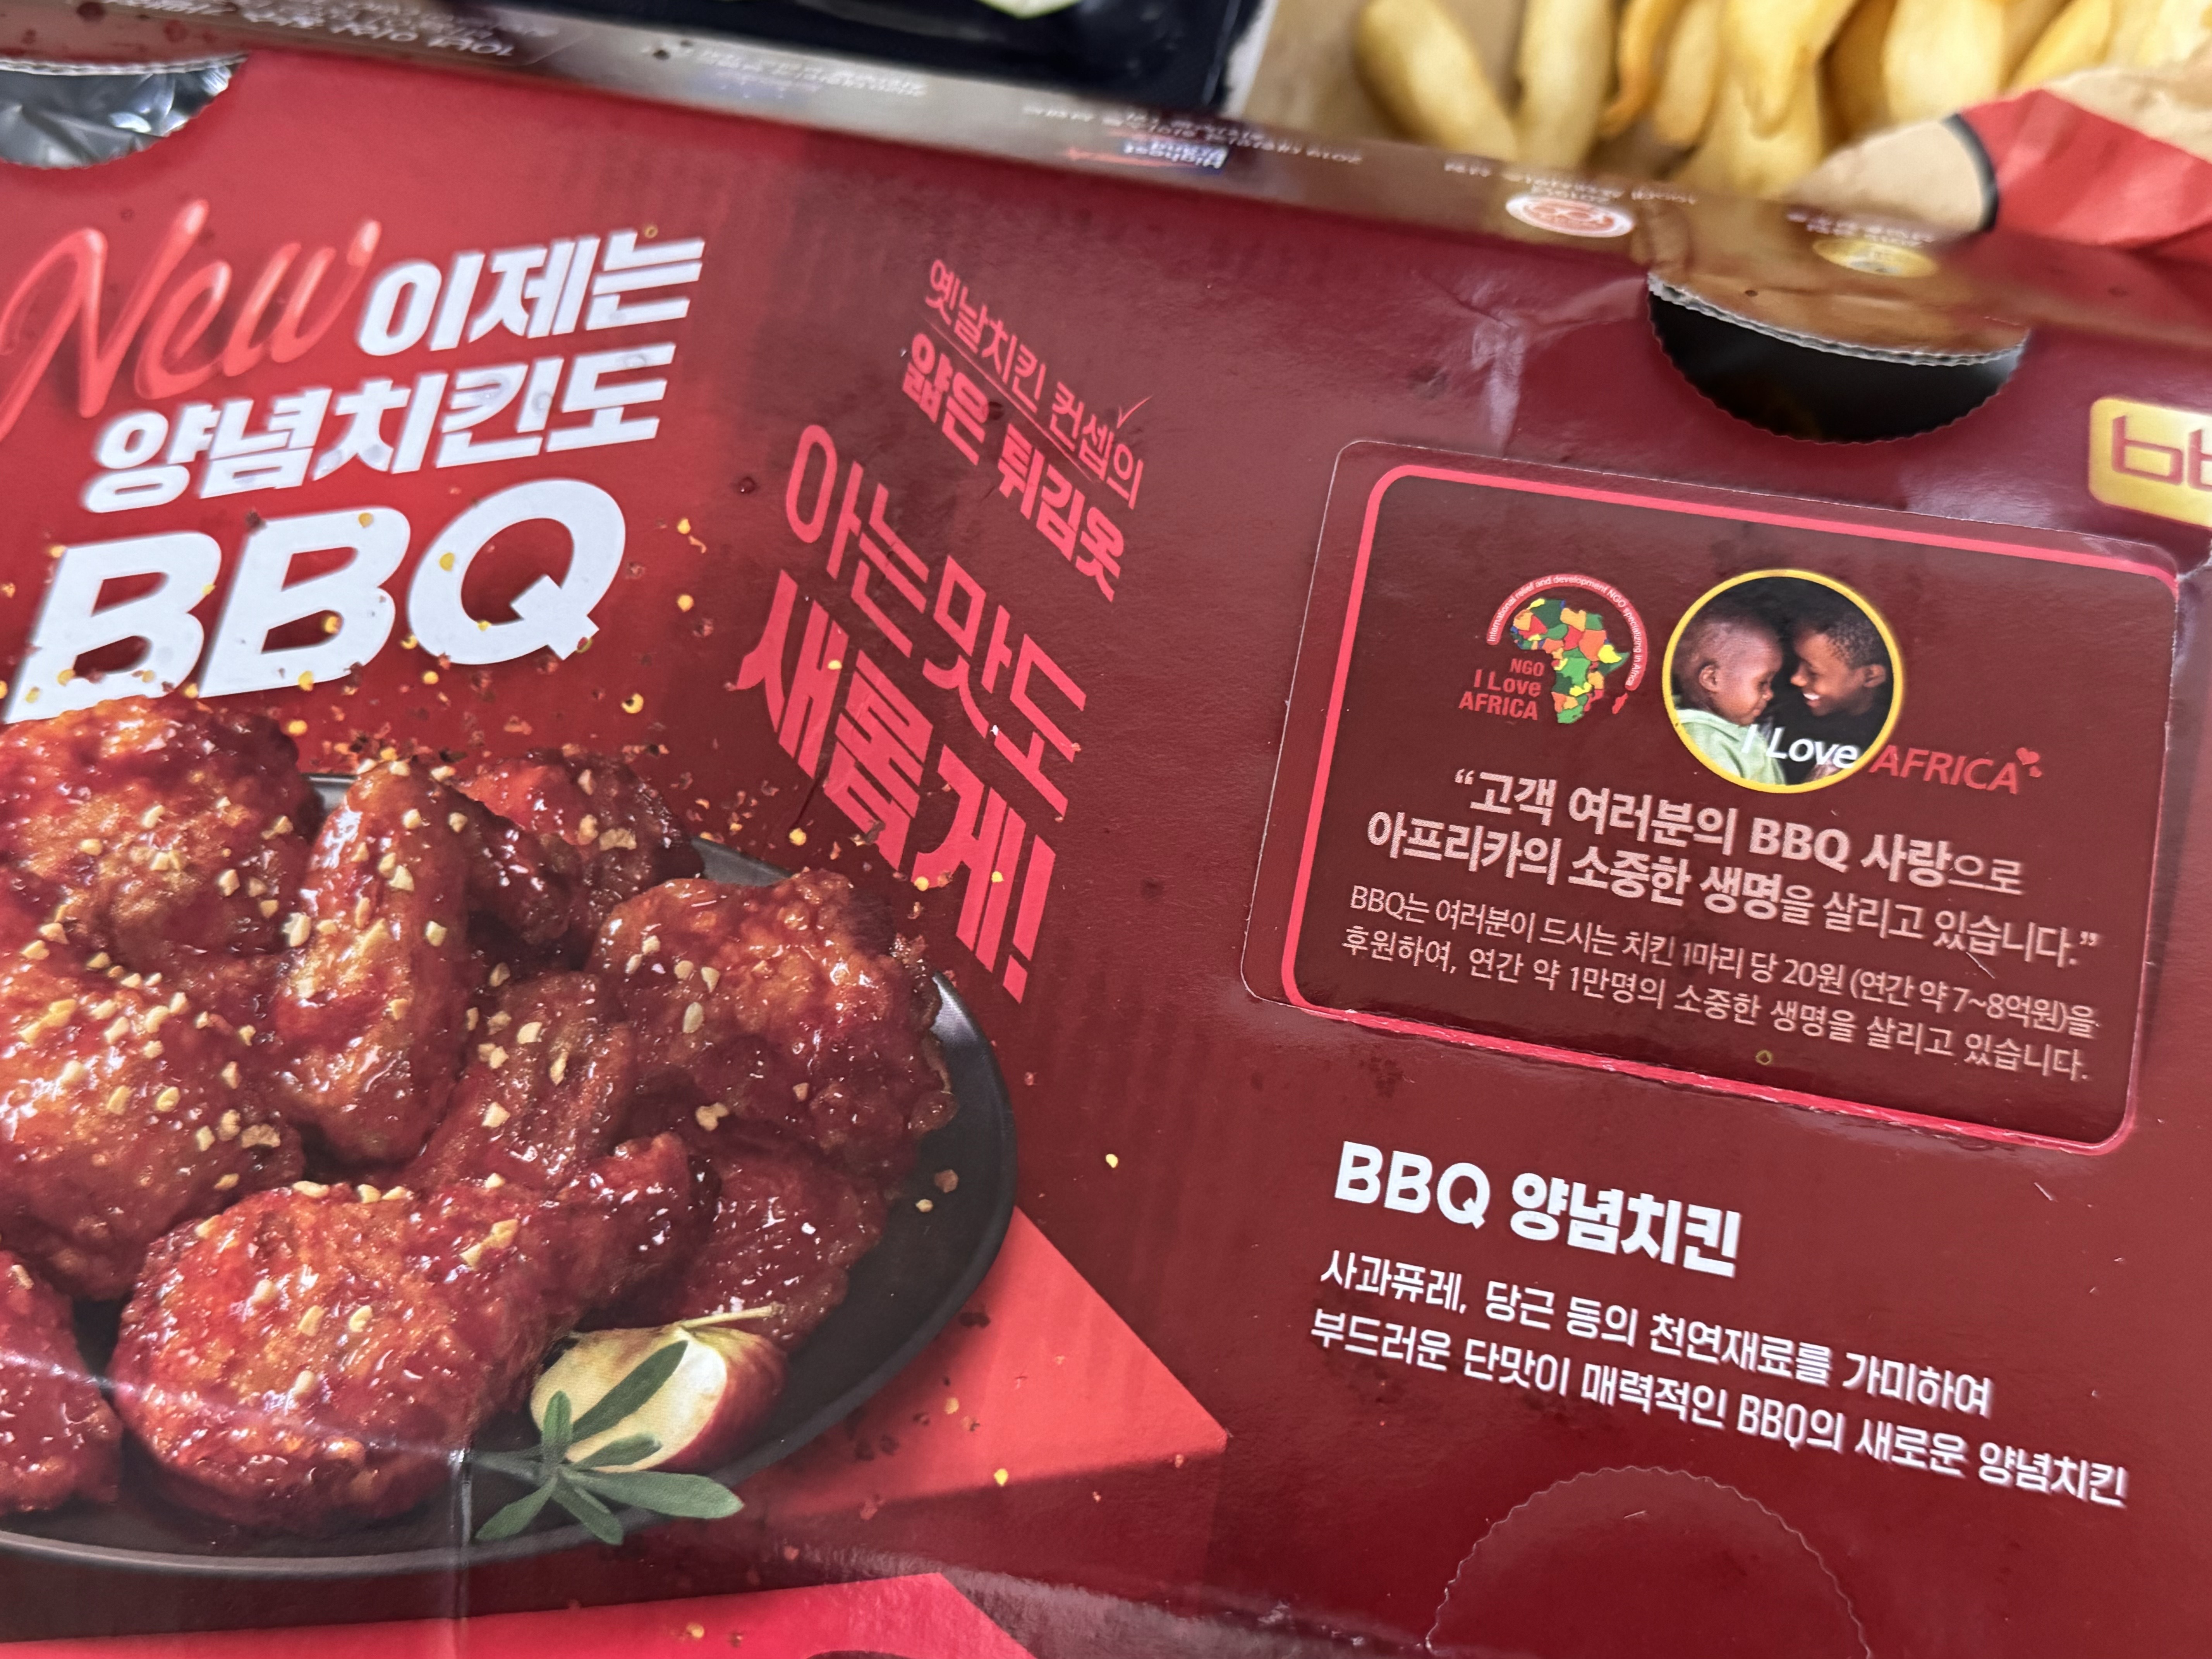 New 이제는
양념치킨도
BBQ
옛날치킨 컨셉의
얇은 튀김옷
아는맛도
새롭게!
International relief and development NGO specializing in Africa
NGO
I Love
AFRICA
I Love AFRICA
“고객 여러분의 BBQ 사랑으로
아프리카의 소중한 생명을 살리고 있습니다.”
BBQ는 여러분이 드시는 치킨 1마리 당 20원 (연간 약 7~8억원)을
후원하여, 연간 약 1만명의 소중한 생명을 살리고 있습니다.
BBQ 양념치킨
사과퓨레, 당근 등의 천연재료를 가미하여
부드러운 단맛이 매력적인 BBQ의 새로운 양념치킨